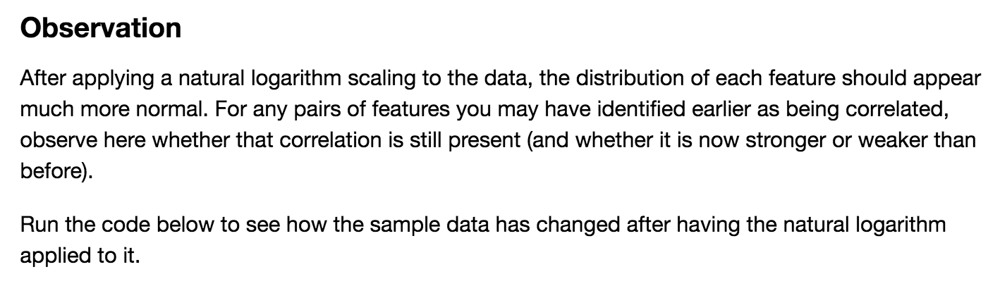 Observation
After applying a natural logarithm scaling to the data, the distribution of each feature should appear
much more normal. For any pairs of features you may have identified earlier as being correlated,
observe here whether that correlation is still present (and whether it is now stronger or weaker than
before).
Run the code below to see how the sample data has changed after having the natural logarithm
applied to it.